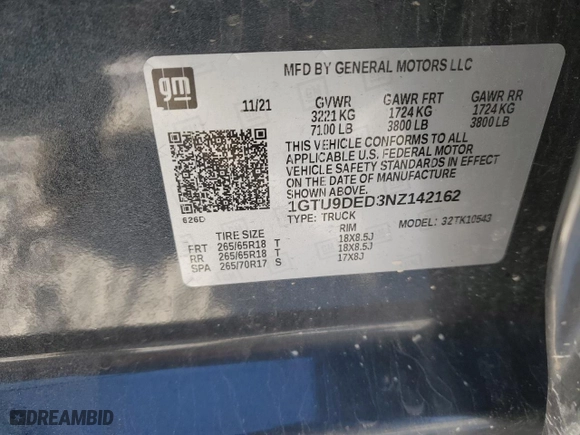 gm
MFD BY GENERAL MOTORS LLC
11/21 GVWR GAWR FRT GAWR RR
3221 KG 1724 KG 1724 KG
7100 LB 3800 LB 3800 LB
THIS VEHICLE CONFORMS TO ALL
APPLICABLE U.S. FEDERAL MOTOR
VEHICLE SAFETY STANDARDS IN EFFECT
ON THE DATE OF MANUFACTURE
SHOWN ABOVE.
1GTU9DED3NZ142162
626D
TYPE: TRUCK MODEL: 32TK10543
TIRE SIZE RIM
FRT 265/65R18 T 18X8.5J
RR 265/65R18 T 18X8.5J
SPA 265/70R17 S 17X8J
DREAMBID